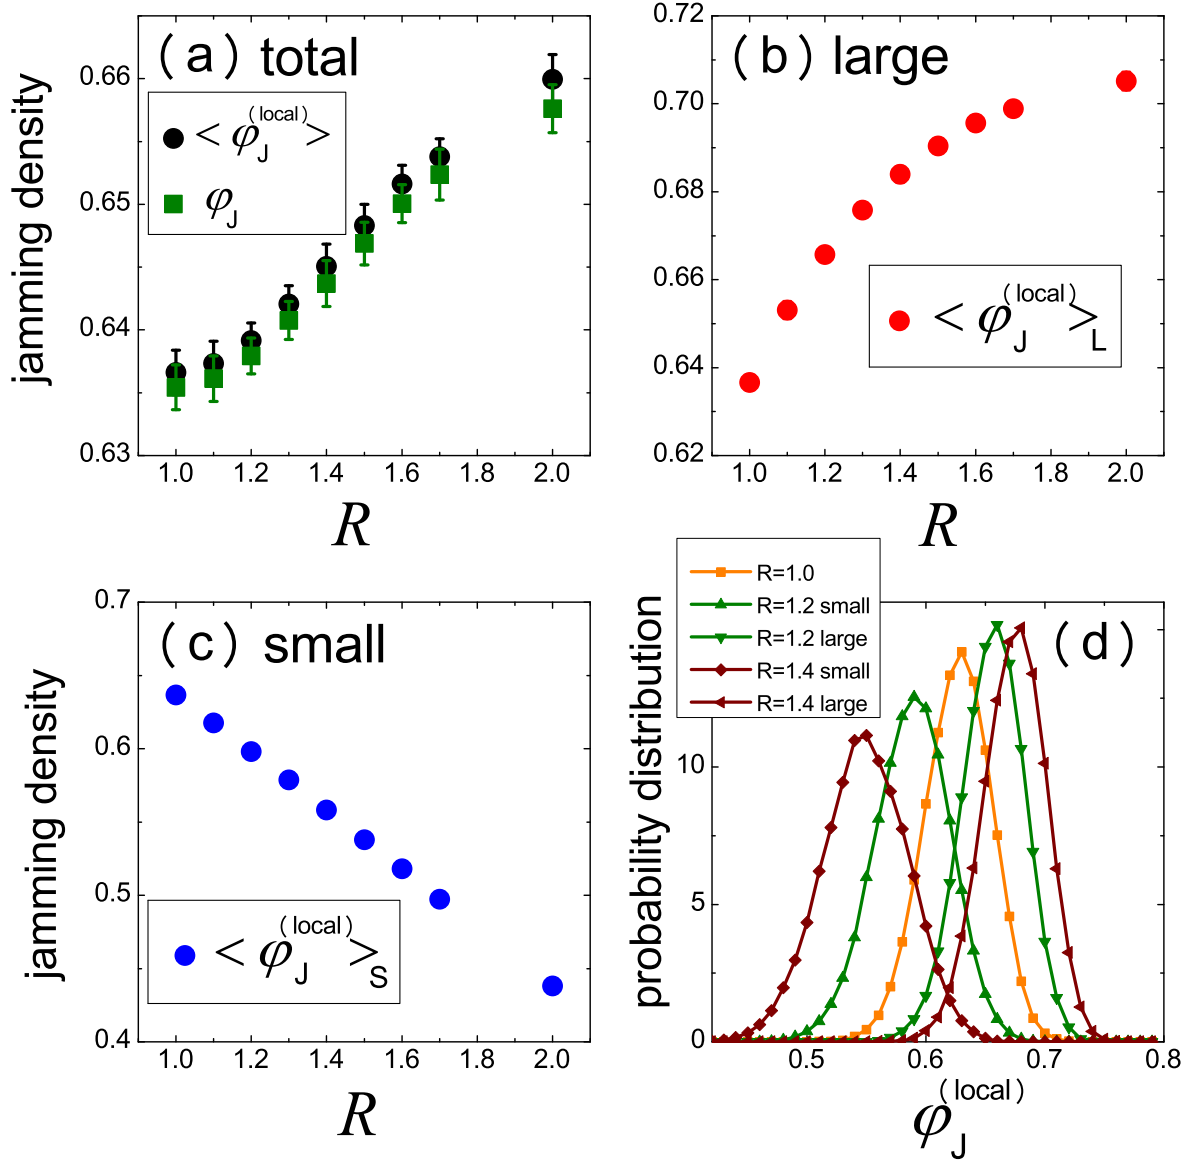 (a) total
jamming density
0.66
0.65
0.64
0.63
<φJ(local)>
φJ
1.0 1.2 1.4 1.6 1.8 2.0
R
(b) large
0.72
0.70
0.68
0.66
0.64
0.62
<φJ(local)>L
1.0 1.2 1.4 1.6 1.8 2.0
R
(c) small
jamming density
0.7
0.6
0.5
0.4
<φJ(local)>S
1.0 1.2 1.4 1.6 1.8 2.0
R
(d)
probability distribution
R=1.0
R=1.2 small
R=1.2 large
R=1.4 small
R=1.4 large
10
5
0
0.5 0.6 0.7 0.8
φJ(local)